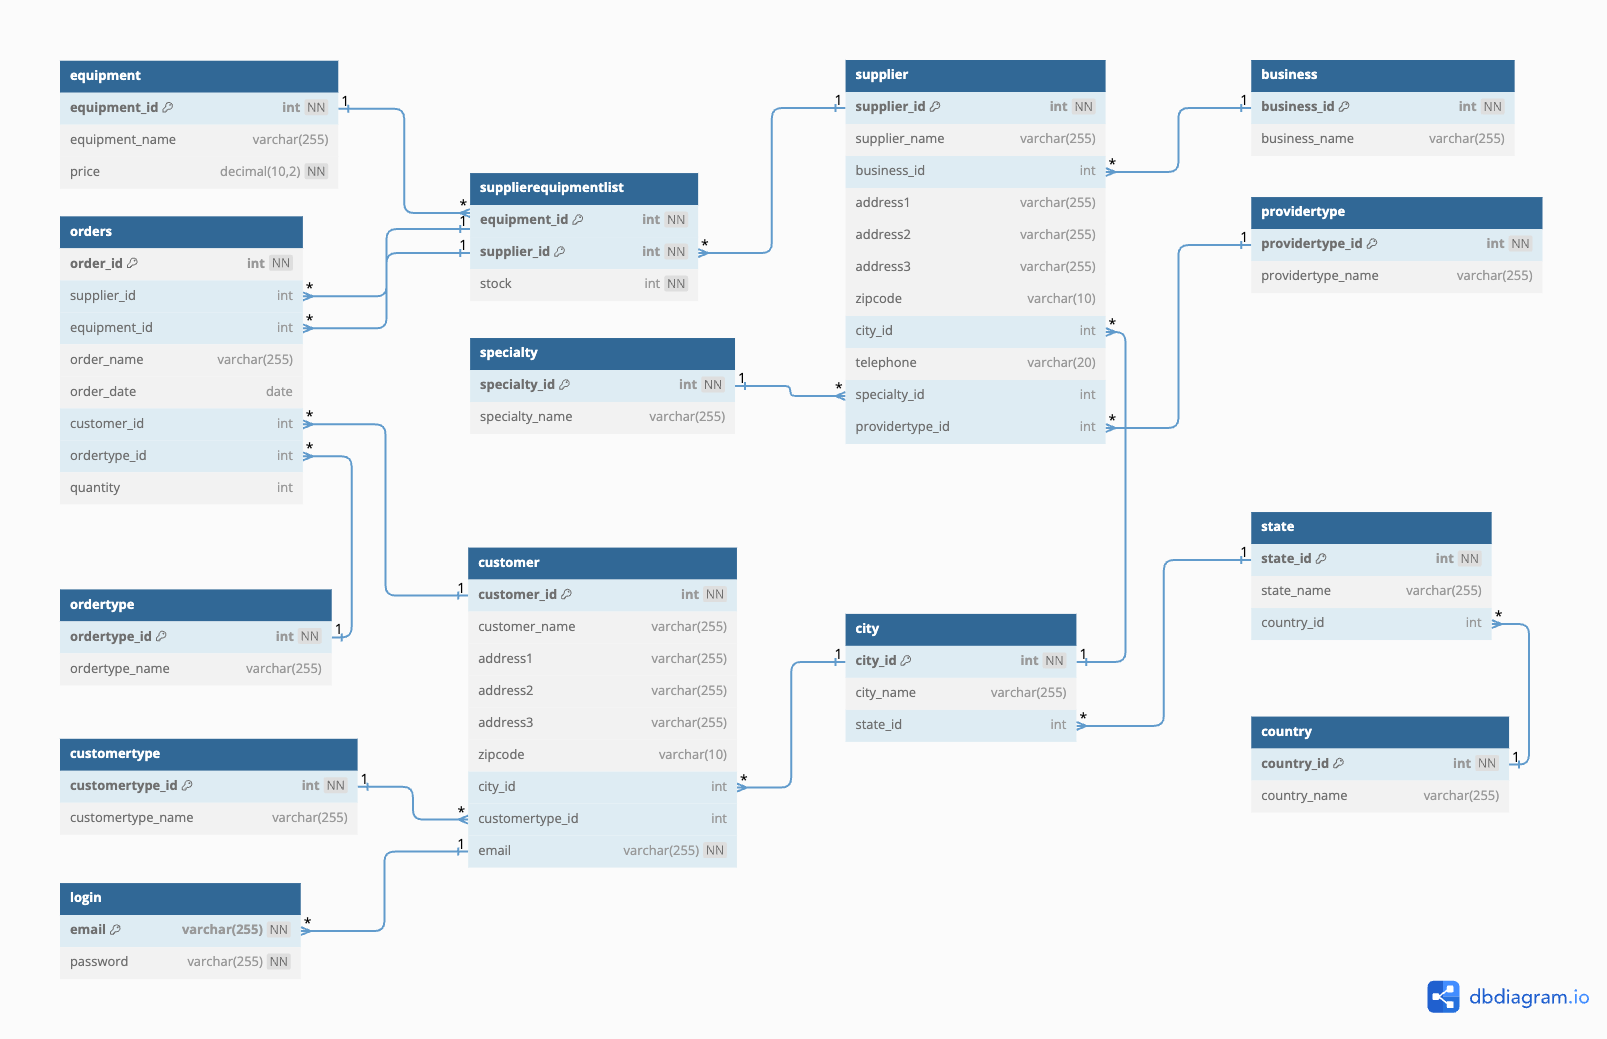 equipment
equipment_id int NN
equipment_name varchar(255)
price decimal(10,2) NN
orders
order_id int NN
supplier_id int
equipment_id int
order_name varchar(255)
order_date date
customer_id int
ordertype_id int
quantity int
ordertype
ordertype_id int NN
ordertype_name varchar(255)
customertype
customertype_id int NN
customertype_name varchar(255)
login
email varchar(255) NN
password varchar(255) NN
supplierequipmentlist
equipment_id int NN
supplier_id int NN
stock int NN
specialty
specialty_id int NN
specialty_name varchar(255)
customer
customer_id int NN
customer_name varchar(255)
address1 varchar(255)
address2 varchar(255)
address3 varchar(255)
zipcode varchar(10)
city_id int
customertype_id int
email varchar(255) NN
supplier
supplier_id int NN
supplier_name varchar(255)
business_id int
address1 varchar(255)
address2 varchar(255)
address3 varchar(255)
zipcode varchar(10)
city_id int
telephone varchar(20)
specialty_id int
providertype_id int
city
city_id int NN
city_name varchar(255)
state_id int
business
business_id int NN
business_name varchar(255)
providertype
providertype_id int NN
providertype_name varchar(255)
state
state_id int NN
state_name varchar(255)
country_id int
country
country_id int NN
country_name varchar(255)
1
*
1
1
*
*
*
*
1
1
1
*
1
*
*
1
1
*
*
1
*
1
*
1
*
1
1
*
1
*
1
*
dbdiagram.io